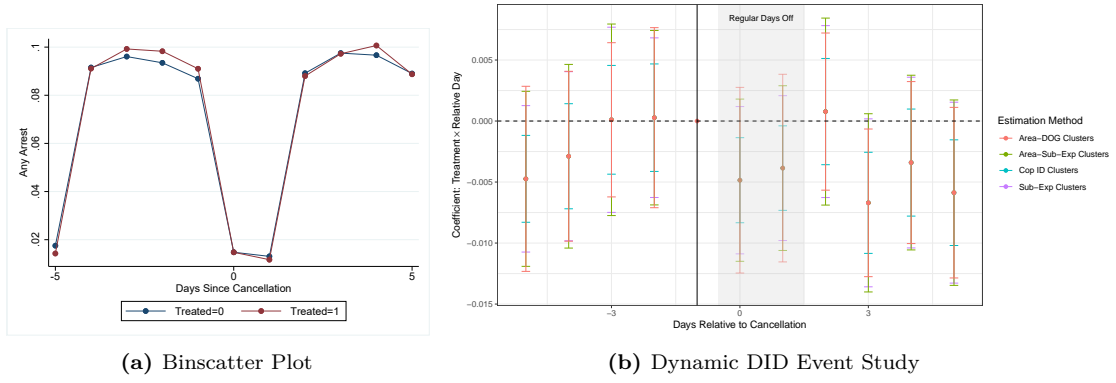 .1
.08
.06
.04
.02
Any Arrest
-5
0
5
Days Since Cancellation
Treated=0
Treated=1
(a) Binscatter Plot
Regular Days Off
0.005
0.000
−0.005
−0.010
−0.015
Coefficient: Treatment × Relative Day
−3
0
3
Days Relative to Cancellation
Estimation Method
Area−DOG Clusters
Area−Sub−Exp Clusters
Cop ID Clusters
Sub−Exp Clusters
(b) Dynamic DID Event Study